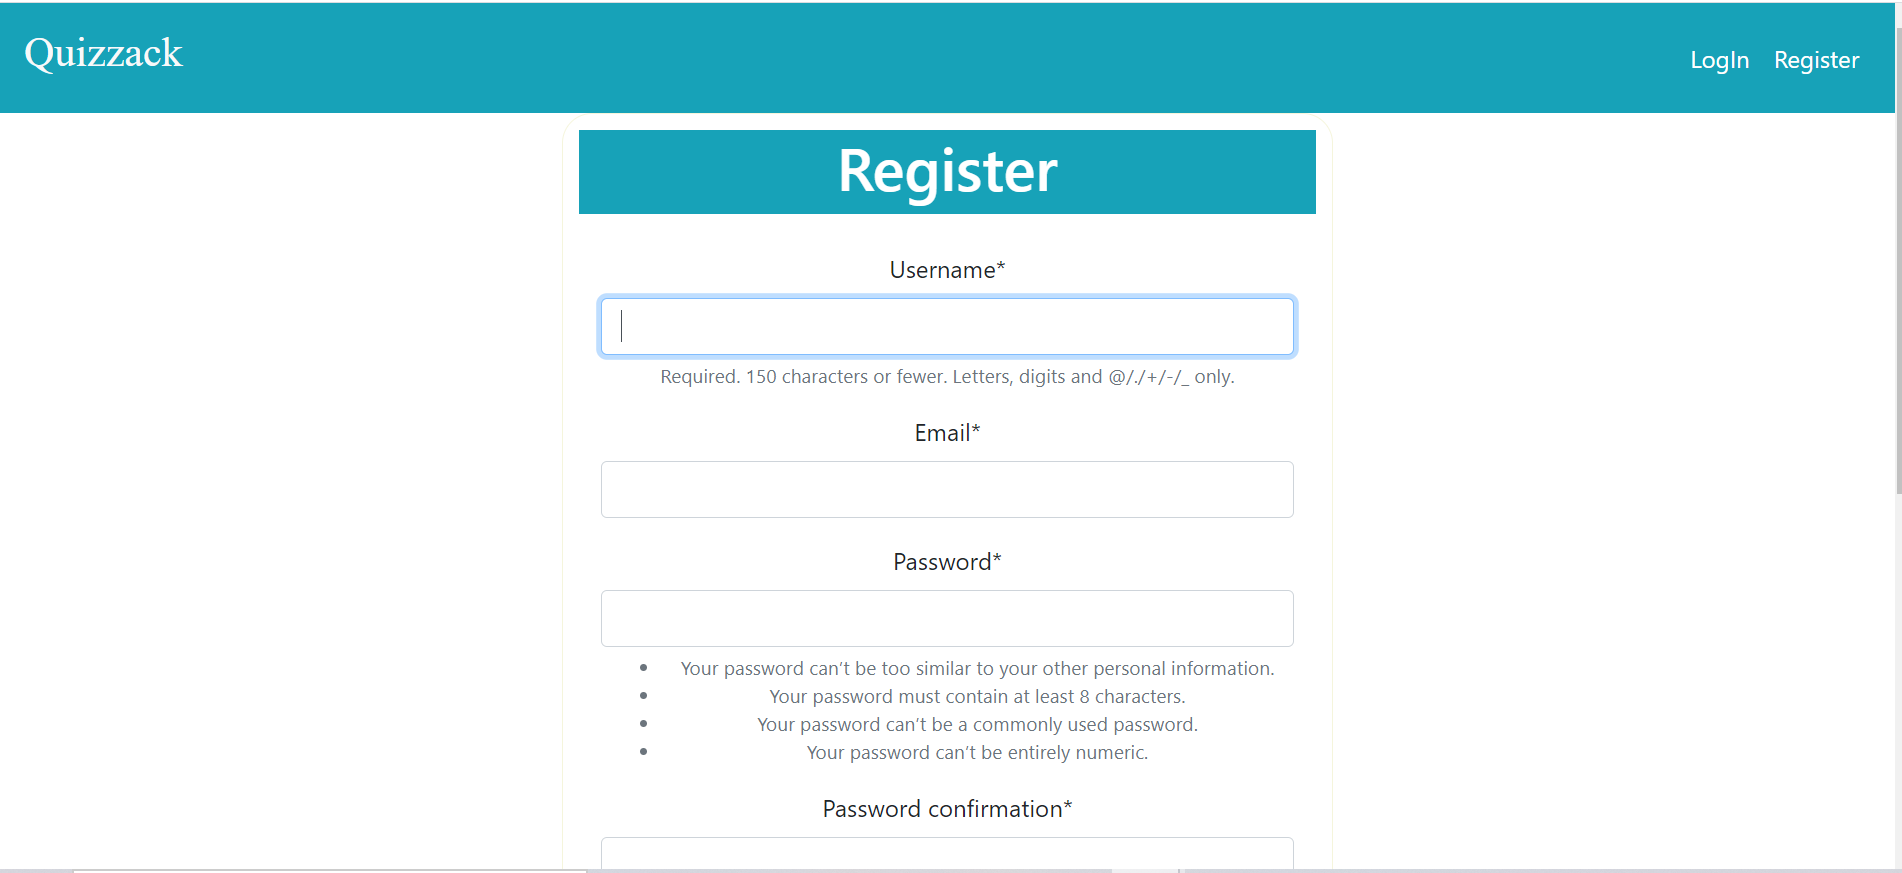 Quizzack
LogIn Register
Register
Username*
Required. 150 characters or fewer. Letters, digits and @/./+/-/_ only.
Email*
Password*
• Your password can’t be too similar to your other personal information.
• Your password must contain at least 8 characters.
• Your password can’t be a commonly used password.
• Your password can’t be entirely numeric.
Password confirmation*